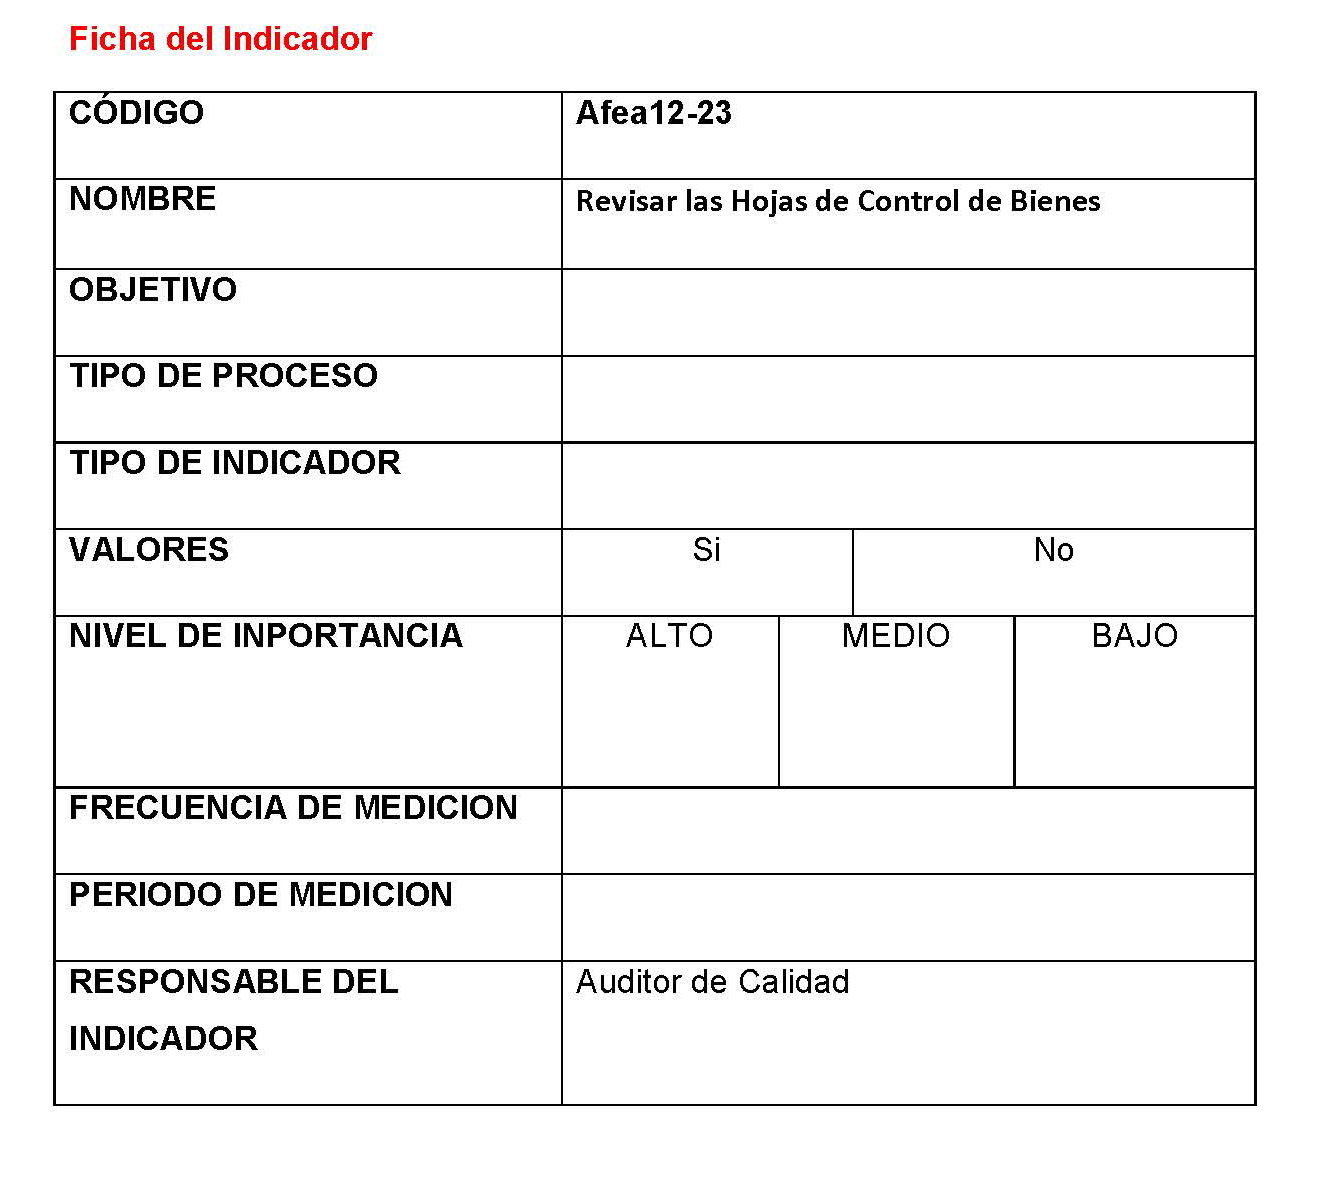 Ficha del Indicador
CÓDIGO Afea12-23
NOMBRE Revisar las Hojas de Control de Bienes
OBJETIVO
TIPO DE PROCESO
TIPO DE INDICADOR
VALORES Si No
NIVEL DE INPORTANCIA ALTO MEDIO BAJO
FRECUENCIA DE MEDICION
PERIODO DE MEDICION
RESPONSABLE DEL Auditor de Calidad
INDICADOR